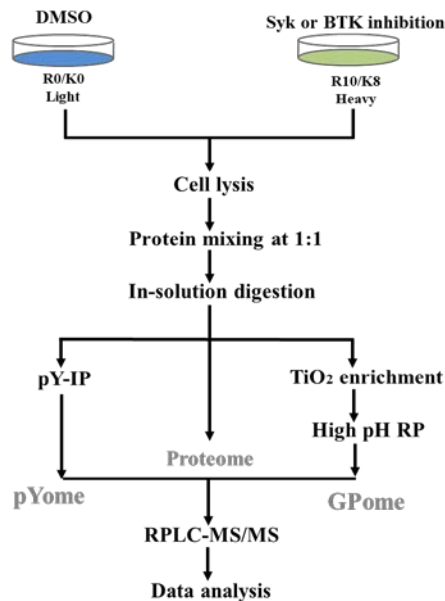 DMSO
Syk or BTK inhibition
R0/K0
Light
R10/K8
Heavy
Cell lysis
Protein mixing at 1:1
In-solution digestion
pY-IP
TiO2 enrichment
High pH RP
Proteome
pYome
GPome
RPLC-MS/MS
Data analysis